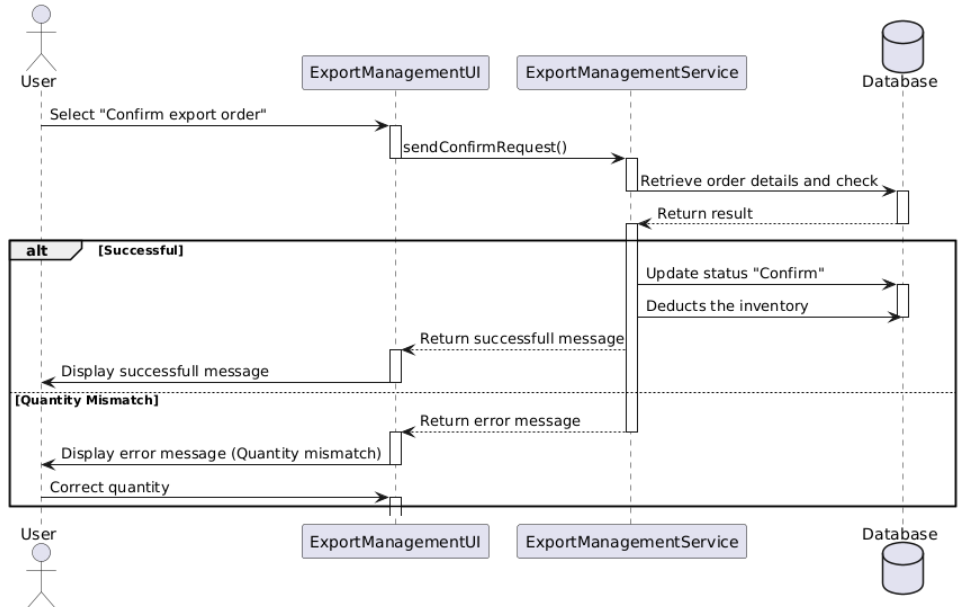 User
ExportManagementUI
ExportManagementService
Database
Select "Confirm export order"
sendConfirmRequest()
Retrieve order details and check
Return result
alt
[Successful]
Update status "Confirm"
Deducts the inventory
Return successfull message
Display successfull message
[Quantity Mismatch]
Return error message
Display error message (Quantity mismatch)
Correct quantity
User
ExportManagementUI
ExportManagementService
Database